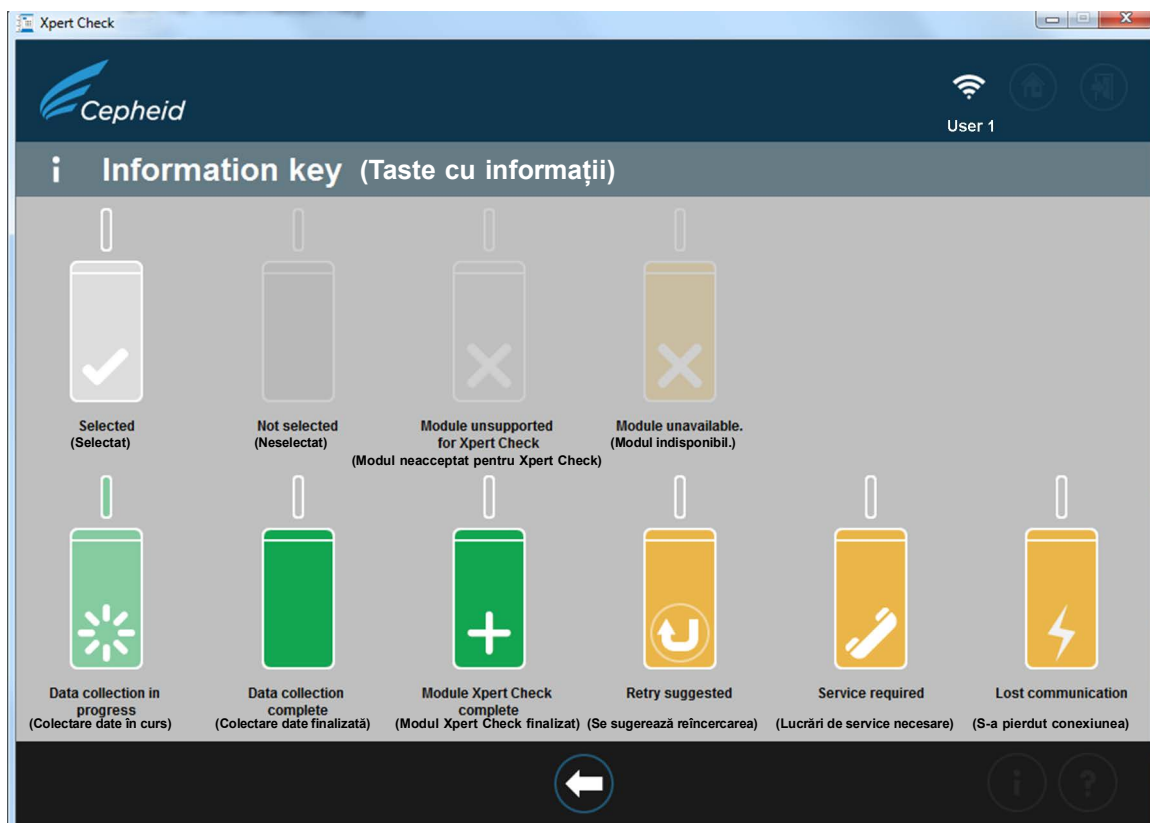 Xpert Check
Cepheid
User 1
i Information key (Taste cu informații)
Selected
(Selectat)
Not selected
(Neselectat)
Module unsupported
for Xpert Check
(Modul neacceptat pentru Xpert Check)
Module unavailable.
(Modul indisponibil.)
Data collection in
progress
(Colectare date în curs)
Data collection
complete
(Colectare date finalizată)
Module Xpert Check
complete
(Modul Xpert Check finalizat)
Retry suggested
(Se sugerează reîncercarea)
Service required
(Lucrări de service necesare)
Lost communication
(S-a pierdut conexiunea)
i ?